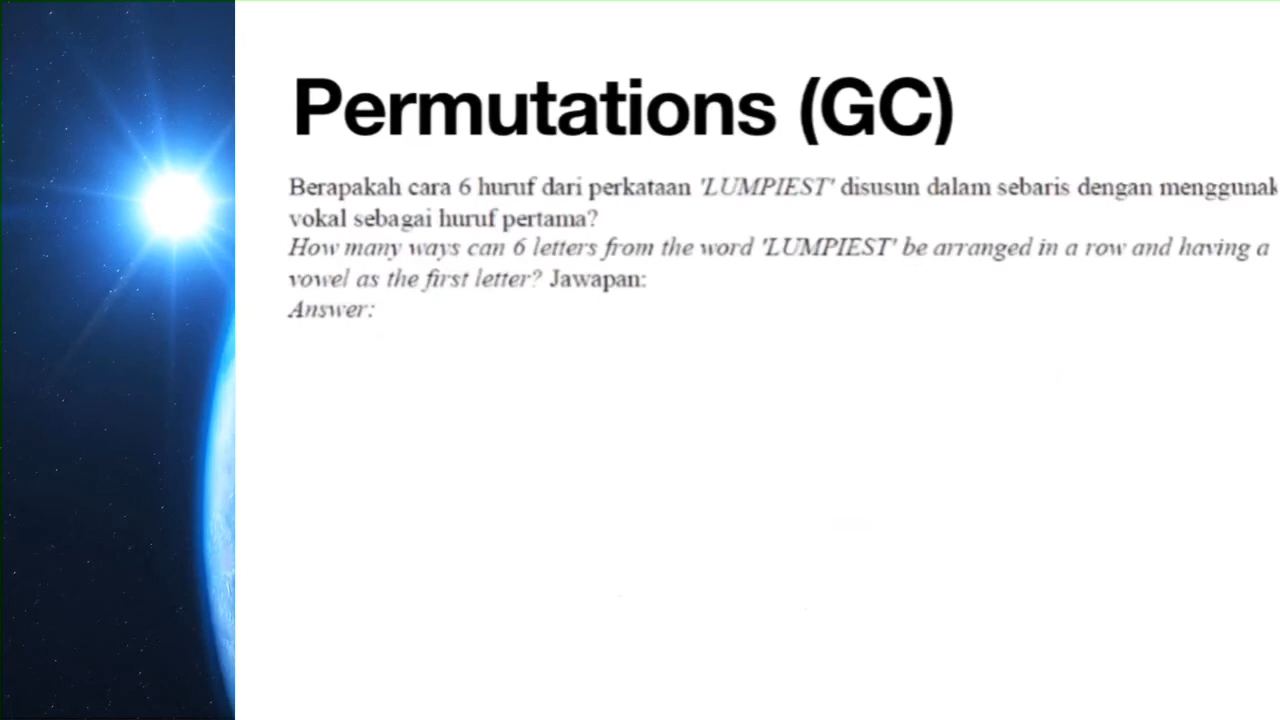 Permutations (GC)
Berapakah cara 6 huruf dari perkataan 'LUMPIEST' disusun dalam sebaris dengan menggunak
vokal sebagai huruf pertama?
How many ways can 6 letters from the word 'LUMPIEST' be arranged in a row and having a
vowel as the first letter? Jawapan:
Answer: